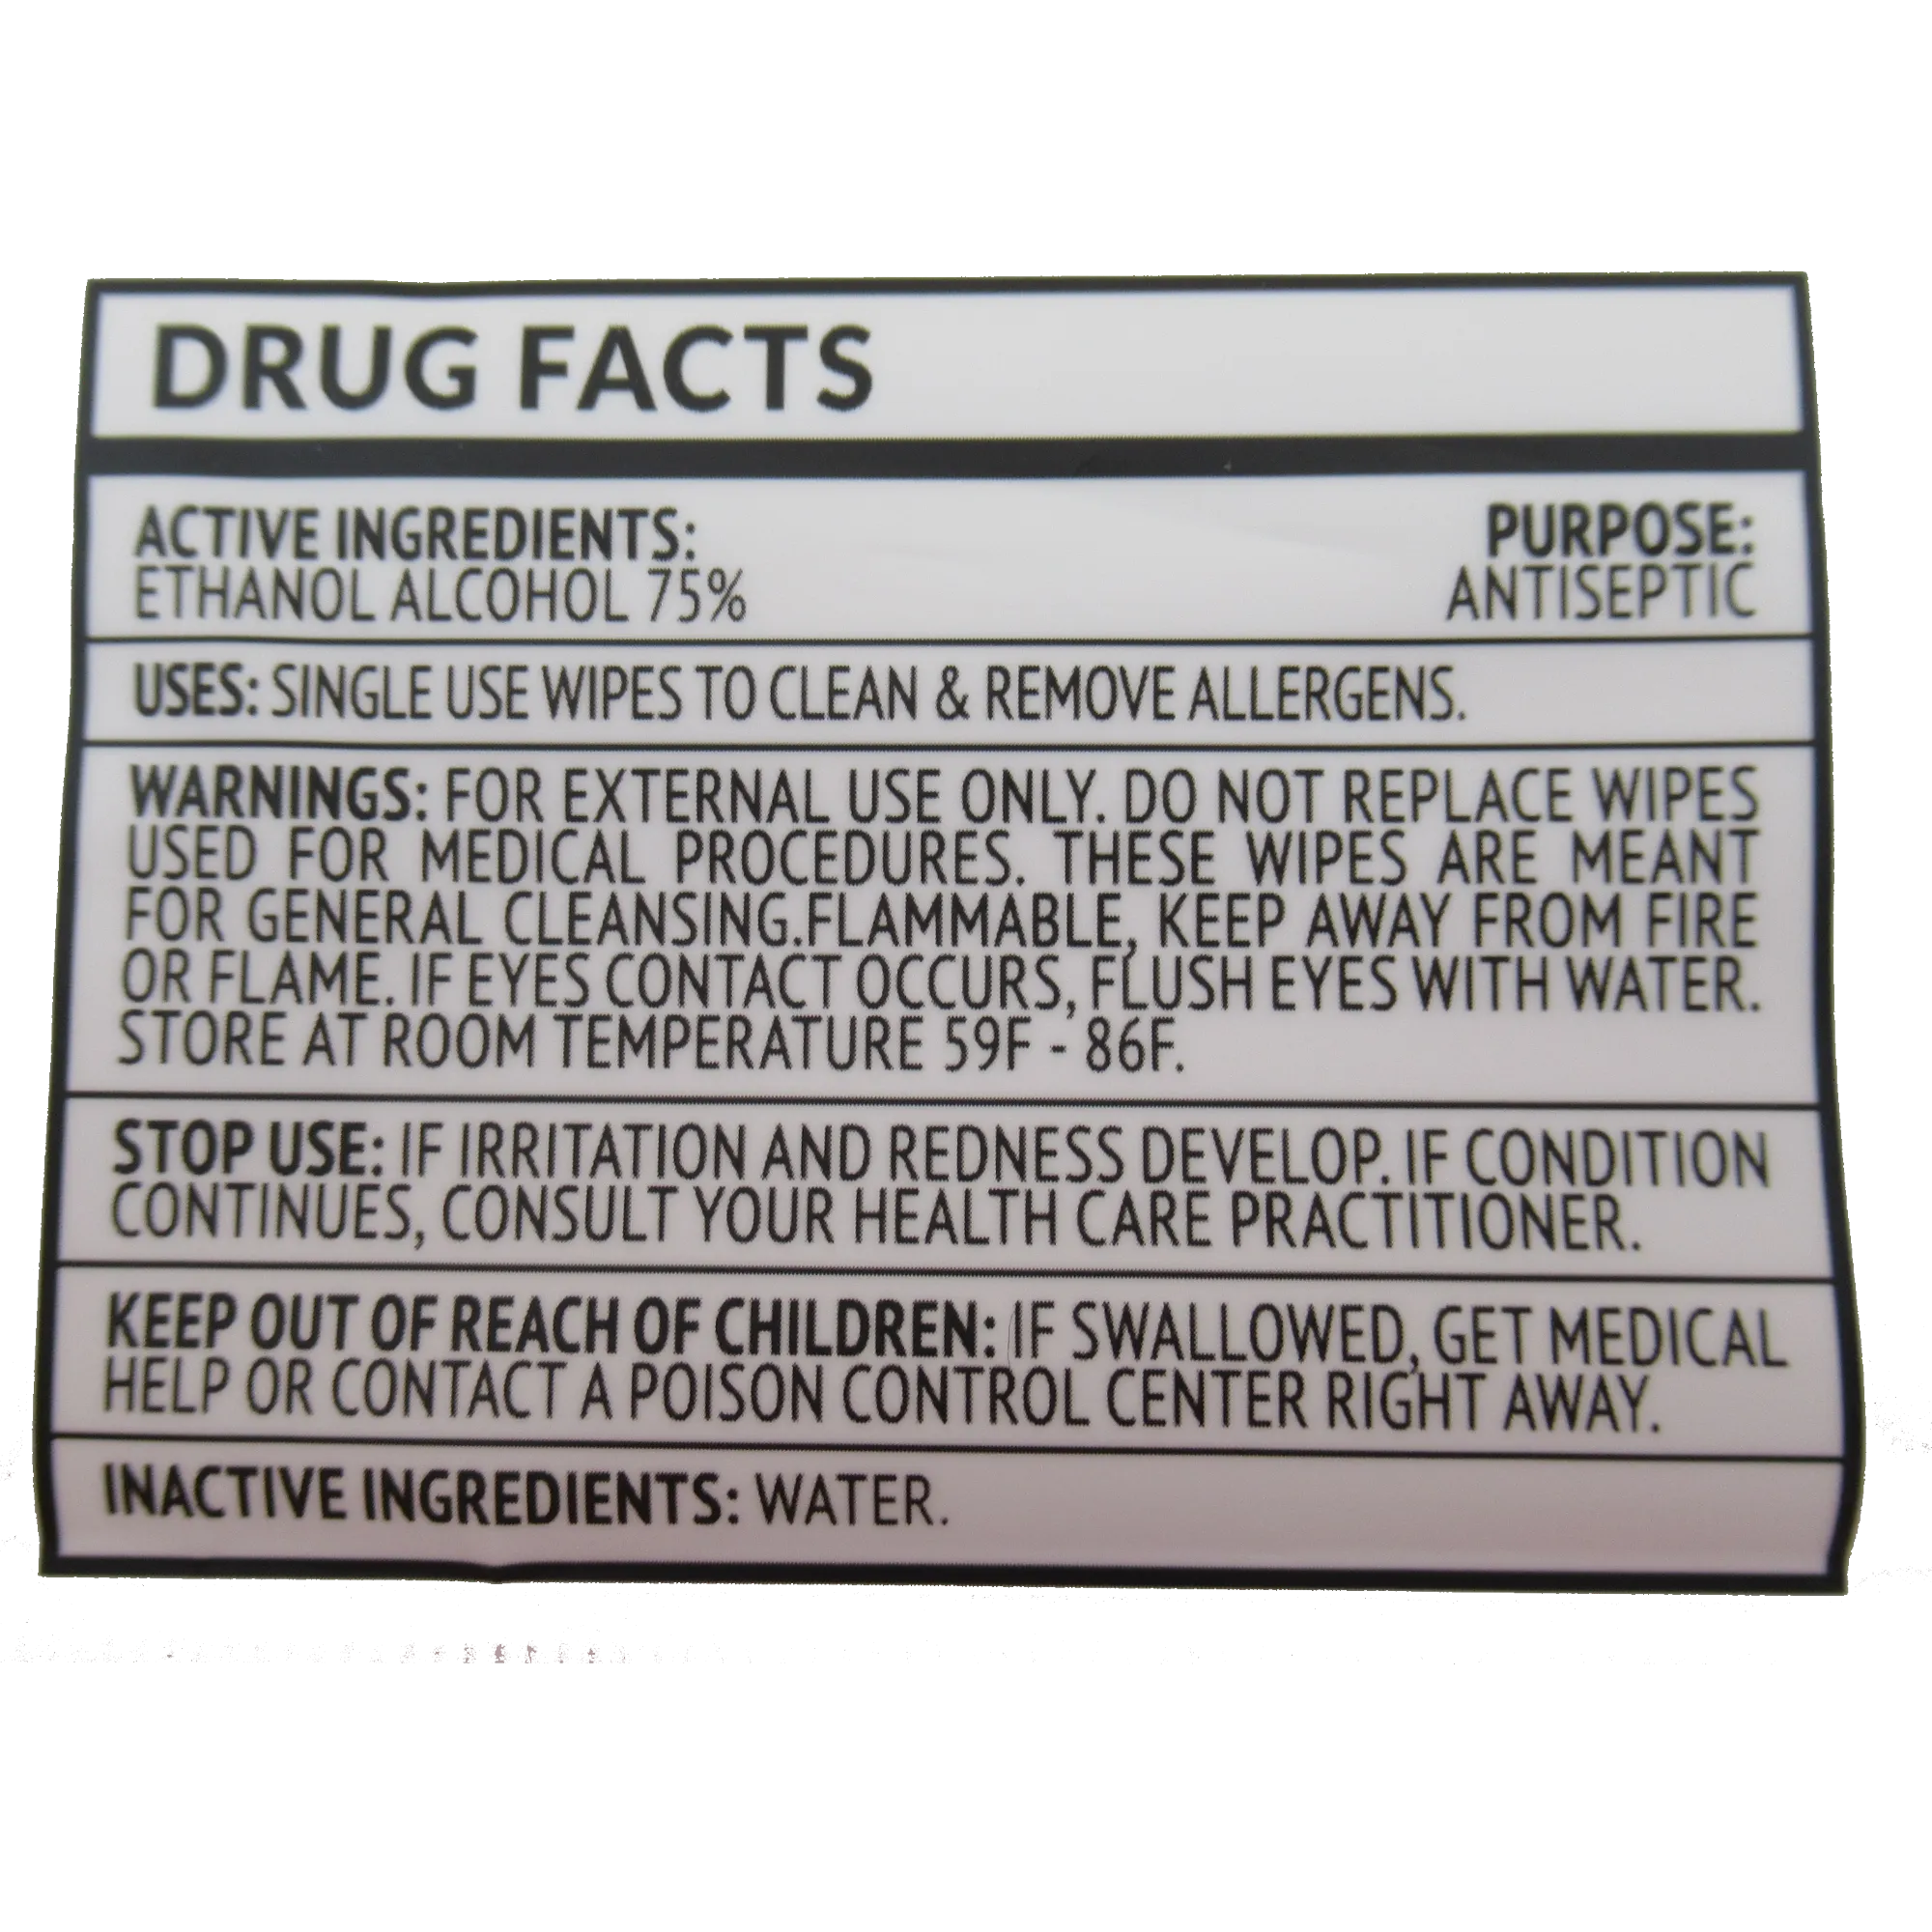 DRUG FACTS
ACTIVE INGREDIENTS:
ETHANOL ALCOHOL 75%
PURPOSE:
ANTISEPTIC
USES: SINGLE USE WIPES TO CLEAN & REMOVE ALLERGENS.
WARNINGS: FOR EXTERNAL USE ONLY. DO NOT REPLACE WIPES
USED FOR MEDICAL PROCEDURES. THESE WIPES ARE MEANT
FOR GENERAL CLEANSING.FLAMMABLE, KEEP AWAY FROM FIRE
OR FLAME. IF EYES CONTACT OCCURS, FLUSH EYES WITH WATER.
STORE AT ROOM TEMPERATURE 59F - 86F.
STOP USE: IF IRRITATION AND REDNESS DEVELOP. IF CONDITION
CONTINUES, CONSULT YOUR HEALTH CARE PRACTITIONER.
KEEP OUT OF REACH OF CHILDREN: IF SWALLOWED, GET MEDICAL
HELP OR CONTACT A POISON CONTROL CENTER RIGHT AWAY.
INACTIVE INGREDIENTS: WATER.